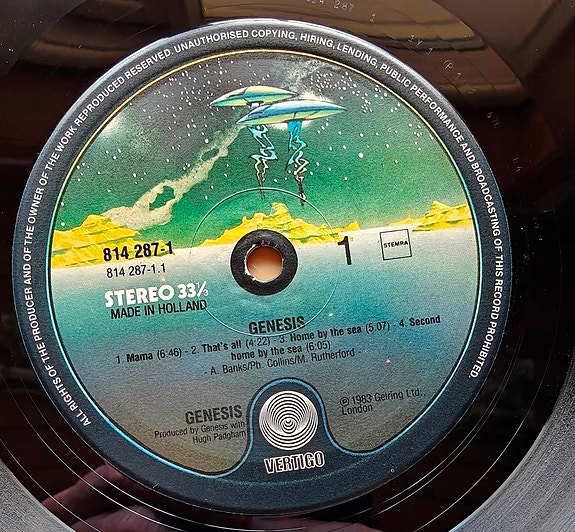 ALL RIGHTS OF THE PRODUCER AND OF THE OWNER OF THE WORK REPRODUCED RESERVED. UNAUTHORISED COPYING, HIRING, LENDING, PUBLIC PERFORMANCE AND BROADCASTING OF THIS RECORD PROHIBITED.
814 287-1
814 287-1.1
1
STEMRA
STEREO 33⅓
MADE IN HOLLAND
GENESIS
1. Mama (6:46) - 2. That's all (4:22) - 3. Home by the sea (5:07) - 4. Second
home by the sea (6:05)
- A. Banks/Ph. Collins/M. Rutherford -
GENESIS
Produced by Genesis with
Hugh Padgham
℗ 1983 Gelring Ltd.,
London
VERTIGO